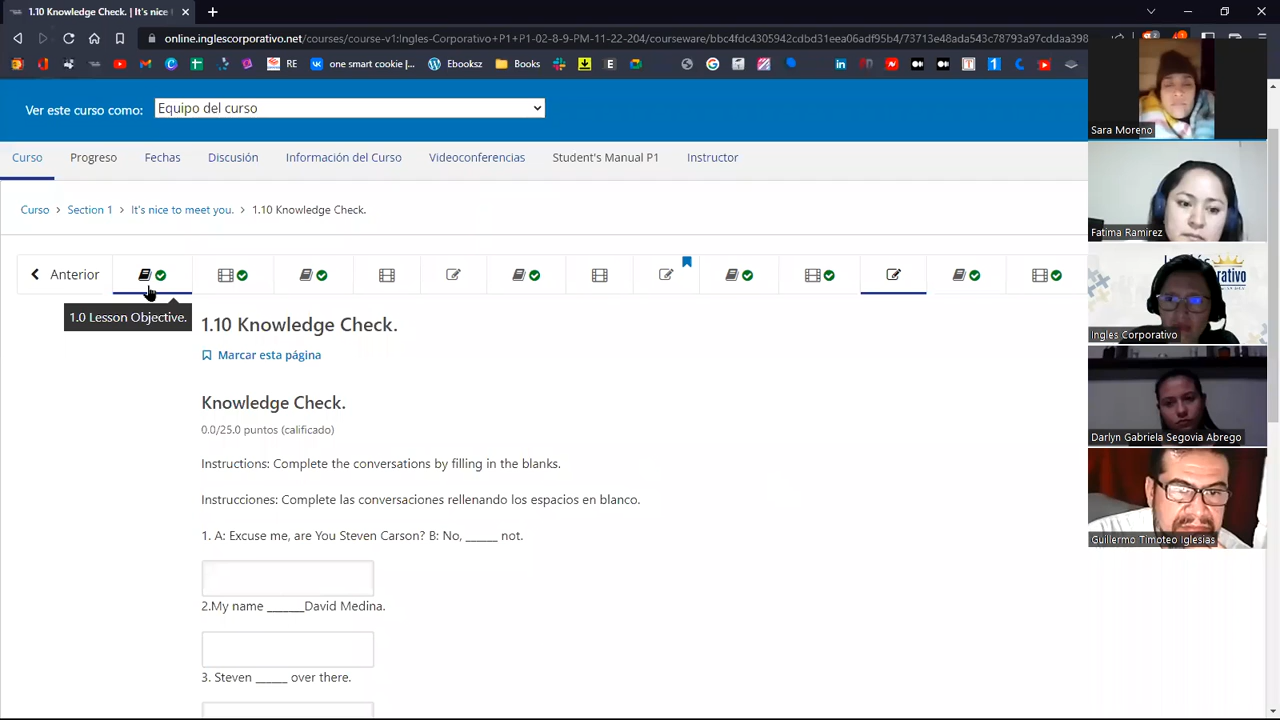 1.10 Knowledge Check. | It's nice
online.inglescorporativo.net/courses/course-v1:Ingles-Corporativo+P1+P1-02-8-9-PM-11-22-204/courseware/
RE
one smart cookie |...
Ebooksz
Books
Ver este curso como:
Equipo del curso
Curso
Progreso
Fechas
Discusión
Información del Curso
Videoconferencias
Student's Manual P1
Instructor
Curso > Section 1 > It's nice to meet you. > 1.10 Knowledge Check.
Anterior
1.0 Lesson Objective.
1.10 Knowledge Check.
Marcar esta página
Knowledge Check.
0.0/25.0 puntos (calificado)
Instructions: Complete the conversations by filling in the blanks.
Instrucciones: Complete las conversaciones rellenando los espacios en blanco.
1. A: Excuse me, are You Steven Carson? B: No, _____ not.
2.My name ______David Medina.
3. Steven _____ over there.
Sara Moreno
Fatima Ramirez
Ingles Corporativo
Darlyn Gabriela Segovia Abrego
Guillermo Timoteo Iglesias